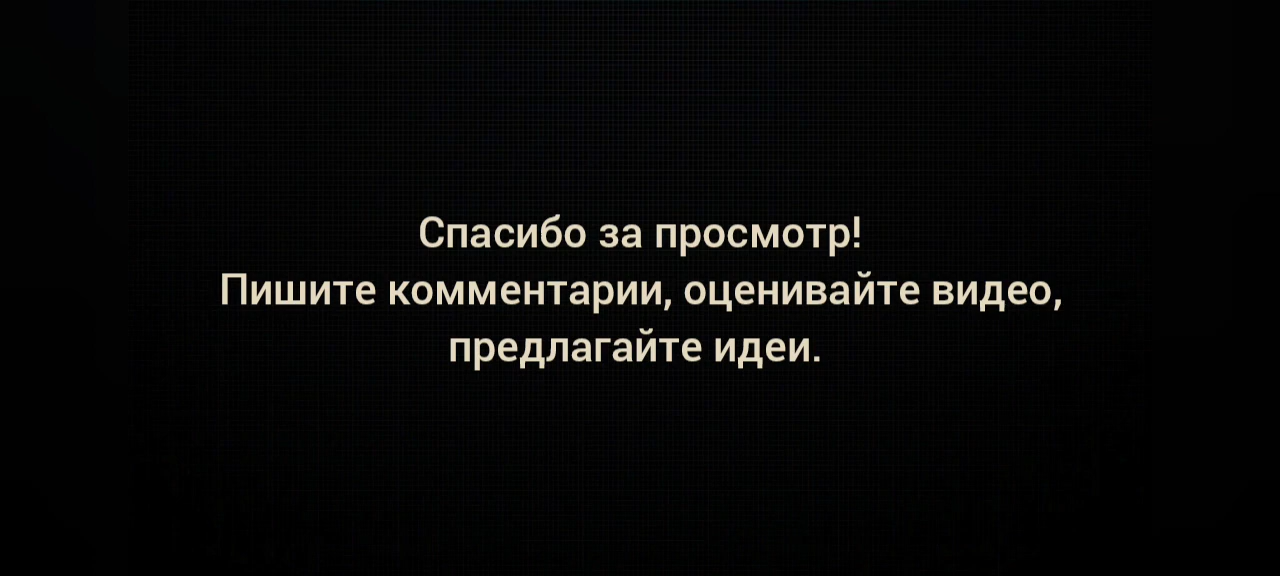 Спасибо за просмотр!
Пишите комментарии, оценивайте видео,
предлагайте идеи.